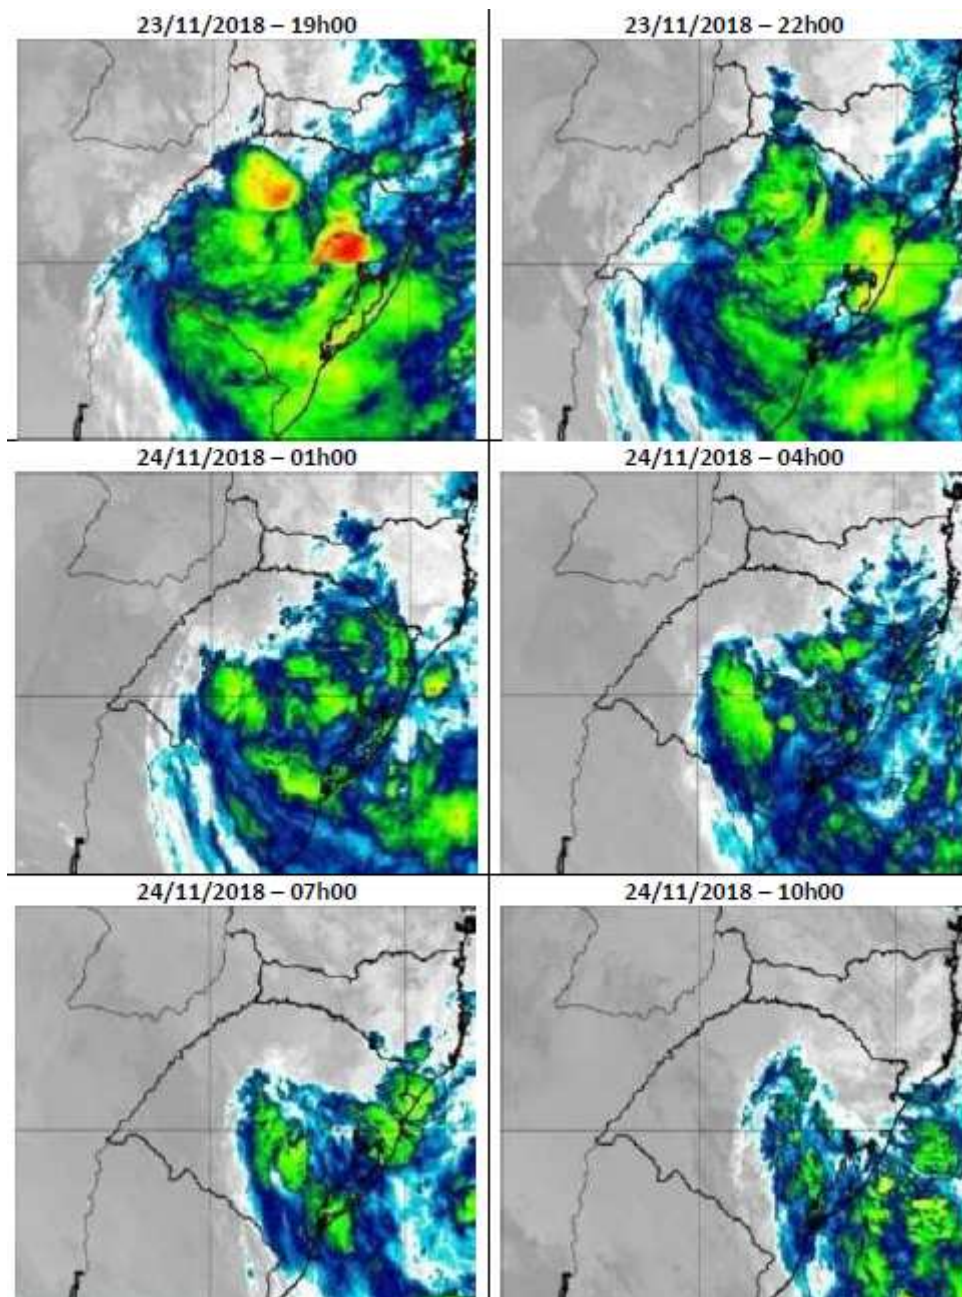 23/11/2018 – 19h00
23/11/2018 – 22h00
24/11/2018 – 01h00
24/11/2018 – 04h00
24/11/2018 – 07h00
24/11/2018 – 10h00